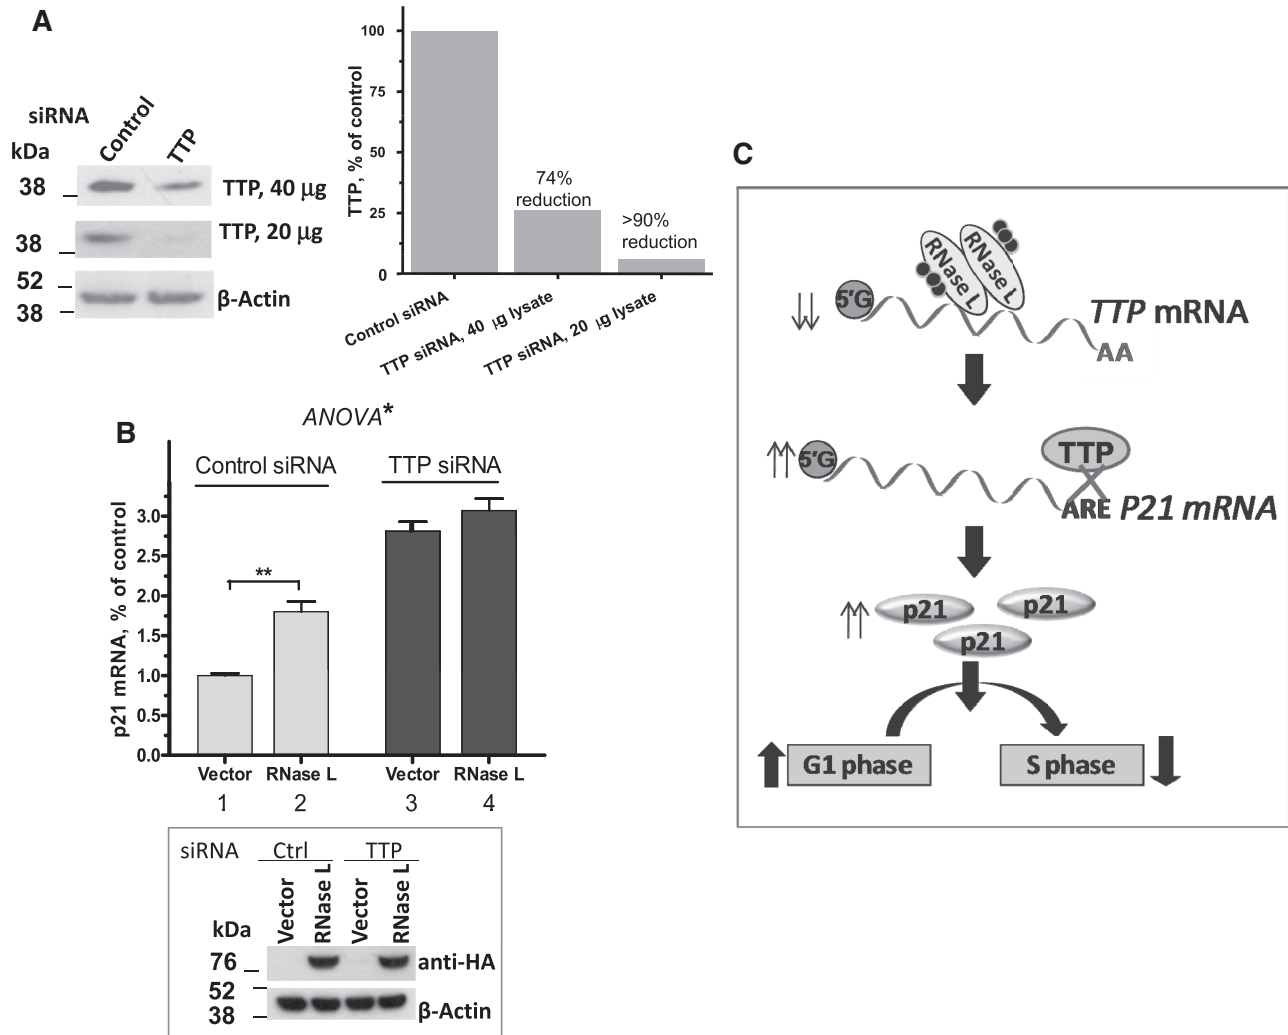 A
siRNA
Control
TTP
kDa
38
TTP, 40 μg
38
TTP, 20 μg
52
38
β-Actin
TTP, % of control
100
75
50
25
0
74%
reduction
>90%
reduction
Control siRNA
TTP siRNA, 40 μg lysate
TTP siRNA, 20 μg lysate
B
ANOVA*
Control siRNA
TTP siRNA
p21 mRNA, % of control
3.0
2.5
2.0
1.5
1.0
0.5
0.0
**
Vector RNase L Vector RNase L
1 2 3 4
siRNA Ctrl TTP
Vector
RNase L
Vector
RNase L
kDa
76
anti-HA
52
38
β-Actin
C
RNase L
RNase L
5'G
TTP mRNA
AA
TTP
5'G
ARE P21 mRNA
p21
p21
p21
G1 phase
S phase